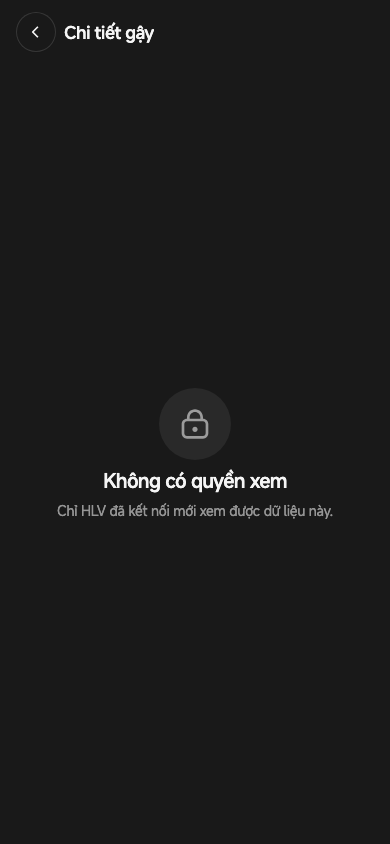 Chi tiết gậy
Không có quyền xem
Chỉ HLV đã kết nối mới xem được dữ liệu này.